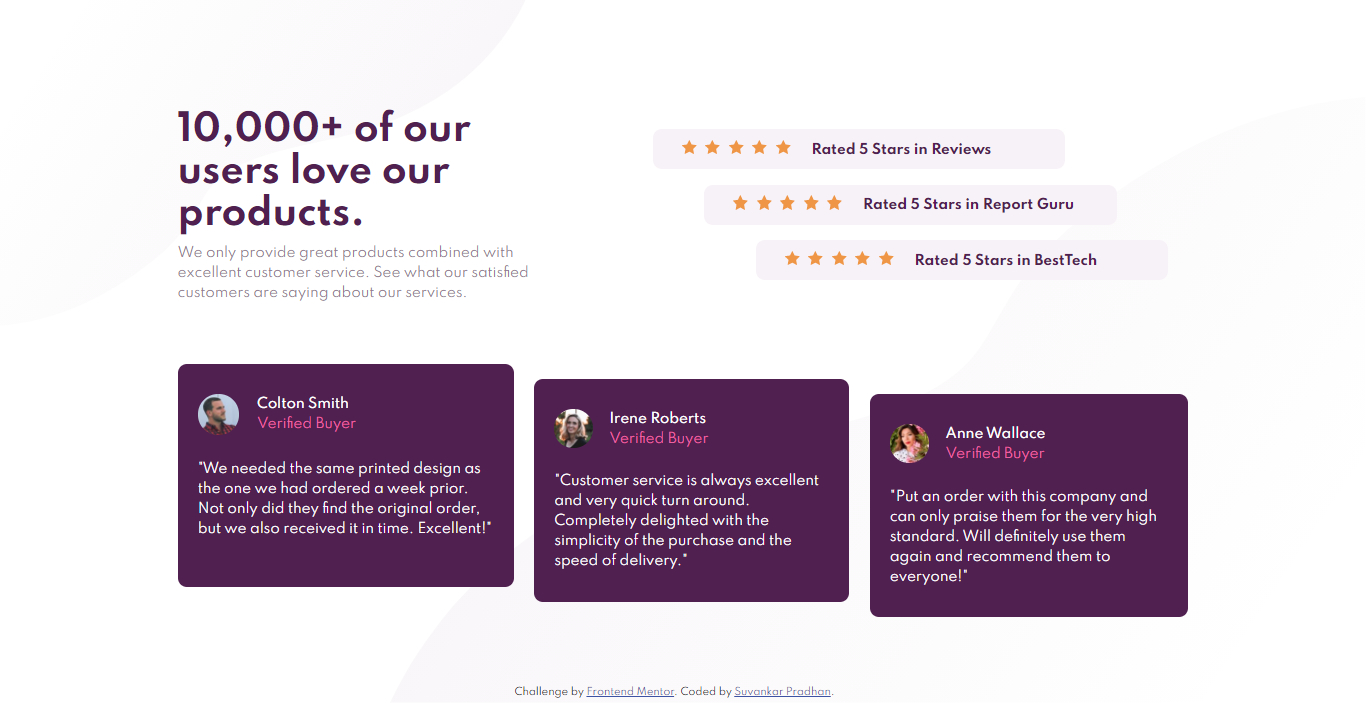 10,000+ of our
users love our
products.
We only provide great products combined with
excellent customer service. See what our satisfied
customers are saying about our services.
Rated 5 Stars in Reviews
Rated 5 Stars in Report Guru
Rated 5 Stars in BestTech
Colton Smith
Verified Buyer
"We needed the same printed design as
the one we had ordered a week prior.
Not only did they find the original order,
but we also received it in time. Excellent!"
Irene Roberts
Verified Buyer
"Customer service is always excellent
and very quick turn around.
Completely delighted with the
simplicity of the purchase and the
speed of delivery."
Anne Wallace
Verified Buyer
"Put an order with this company and
can only praise them for the very high
standard. Will definitely use them
again and recommend them to
everyone!"
Challenge by Frontend Mentor. Coded by Suvankar Pradhan.